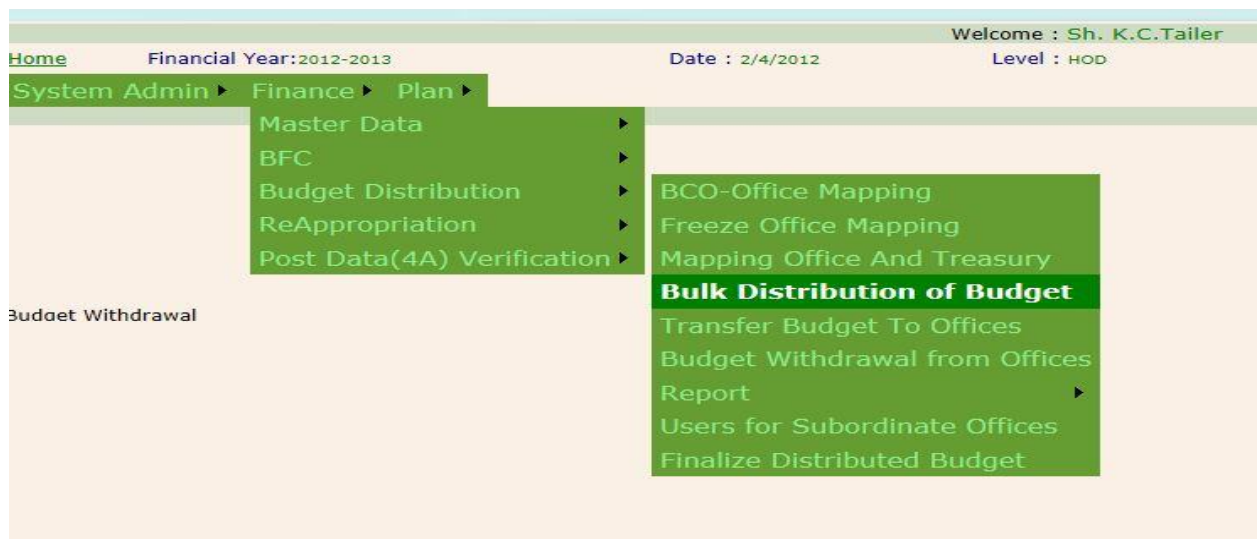 Welcome : Sh. K.C.Tailer
Home Financial Year:2012-2013 Date : 2/4/2012 Level : HOD
System Admin Finance Plan
Master Data
BFC
Budget Distribution
ReAppropriation
Post Data(4A) Verification
BCO-Office Mapping
Freeze Office Mapping
Mapping Office And Treasury
Bulk Distribution of Budget
Transfer Budget To Offices
Budget Withdrawal from Offices
Report
Users for Subordinate Offices
Finalize Distributed Budget
Budget Withdrawal